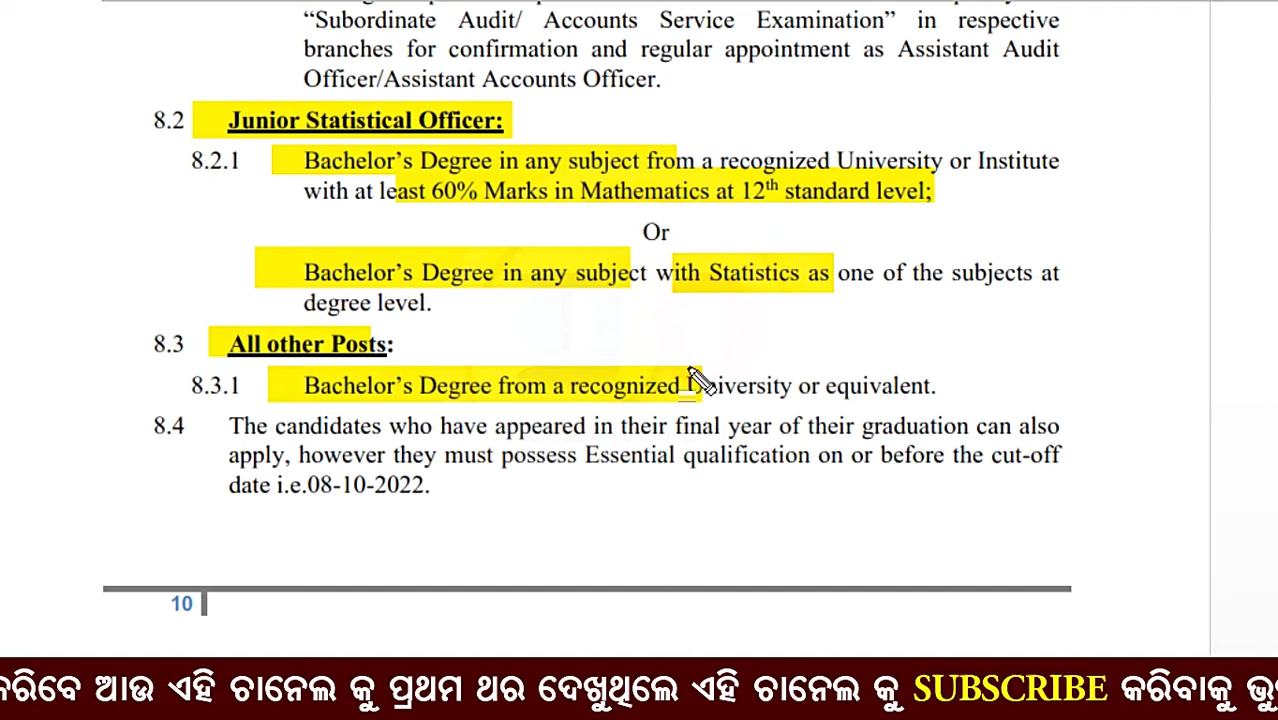 “Subordinate Audit/ Accounts Service Examination” in respective
branches for confirmation and regular appointment as Assistant Audit
Officer/Assistant Accounts Officer.
8.2 Junior Statistical Officer:
8.2.1 Bachelor’s Degree in any subject from a recognized University or Institute
with at least 60% Marks in Mathematics at 12th standard level;
Or
Bachelor’s Degree in any subject with Statistics as one of the subjects at
degree level.
8.3 All other Posts:
8.3.1 Bachelor’s Degree from a recognized University or equivalent.
8.4 The candidates who have appeared in their final year of their graduation can also
apply, however they must possess Essential qualification on or before the cut-off
date i.e.08-10-2022.
10
କରିବେ ଆଉ ଏହି ଚାନେଲ କୁ ପ୍ରଥମ ଥର ଦେଖୁଥିଲେ ଏହି ଚାନେଲ କୁ SUBSCRIBE କରିବାକୁ